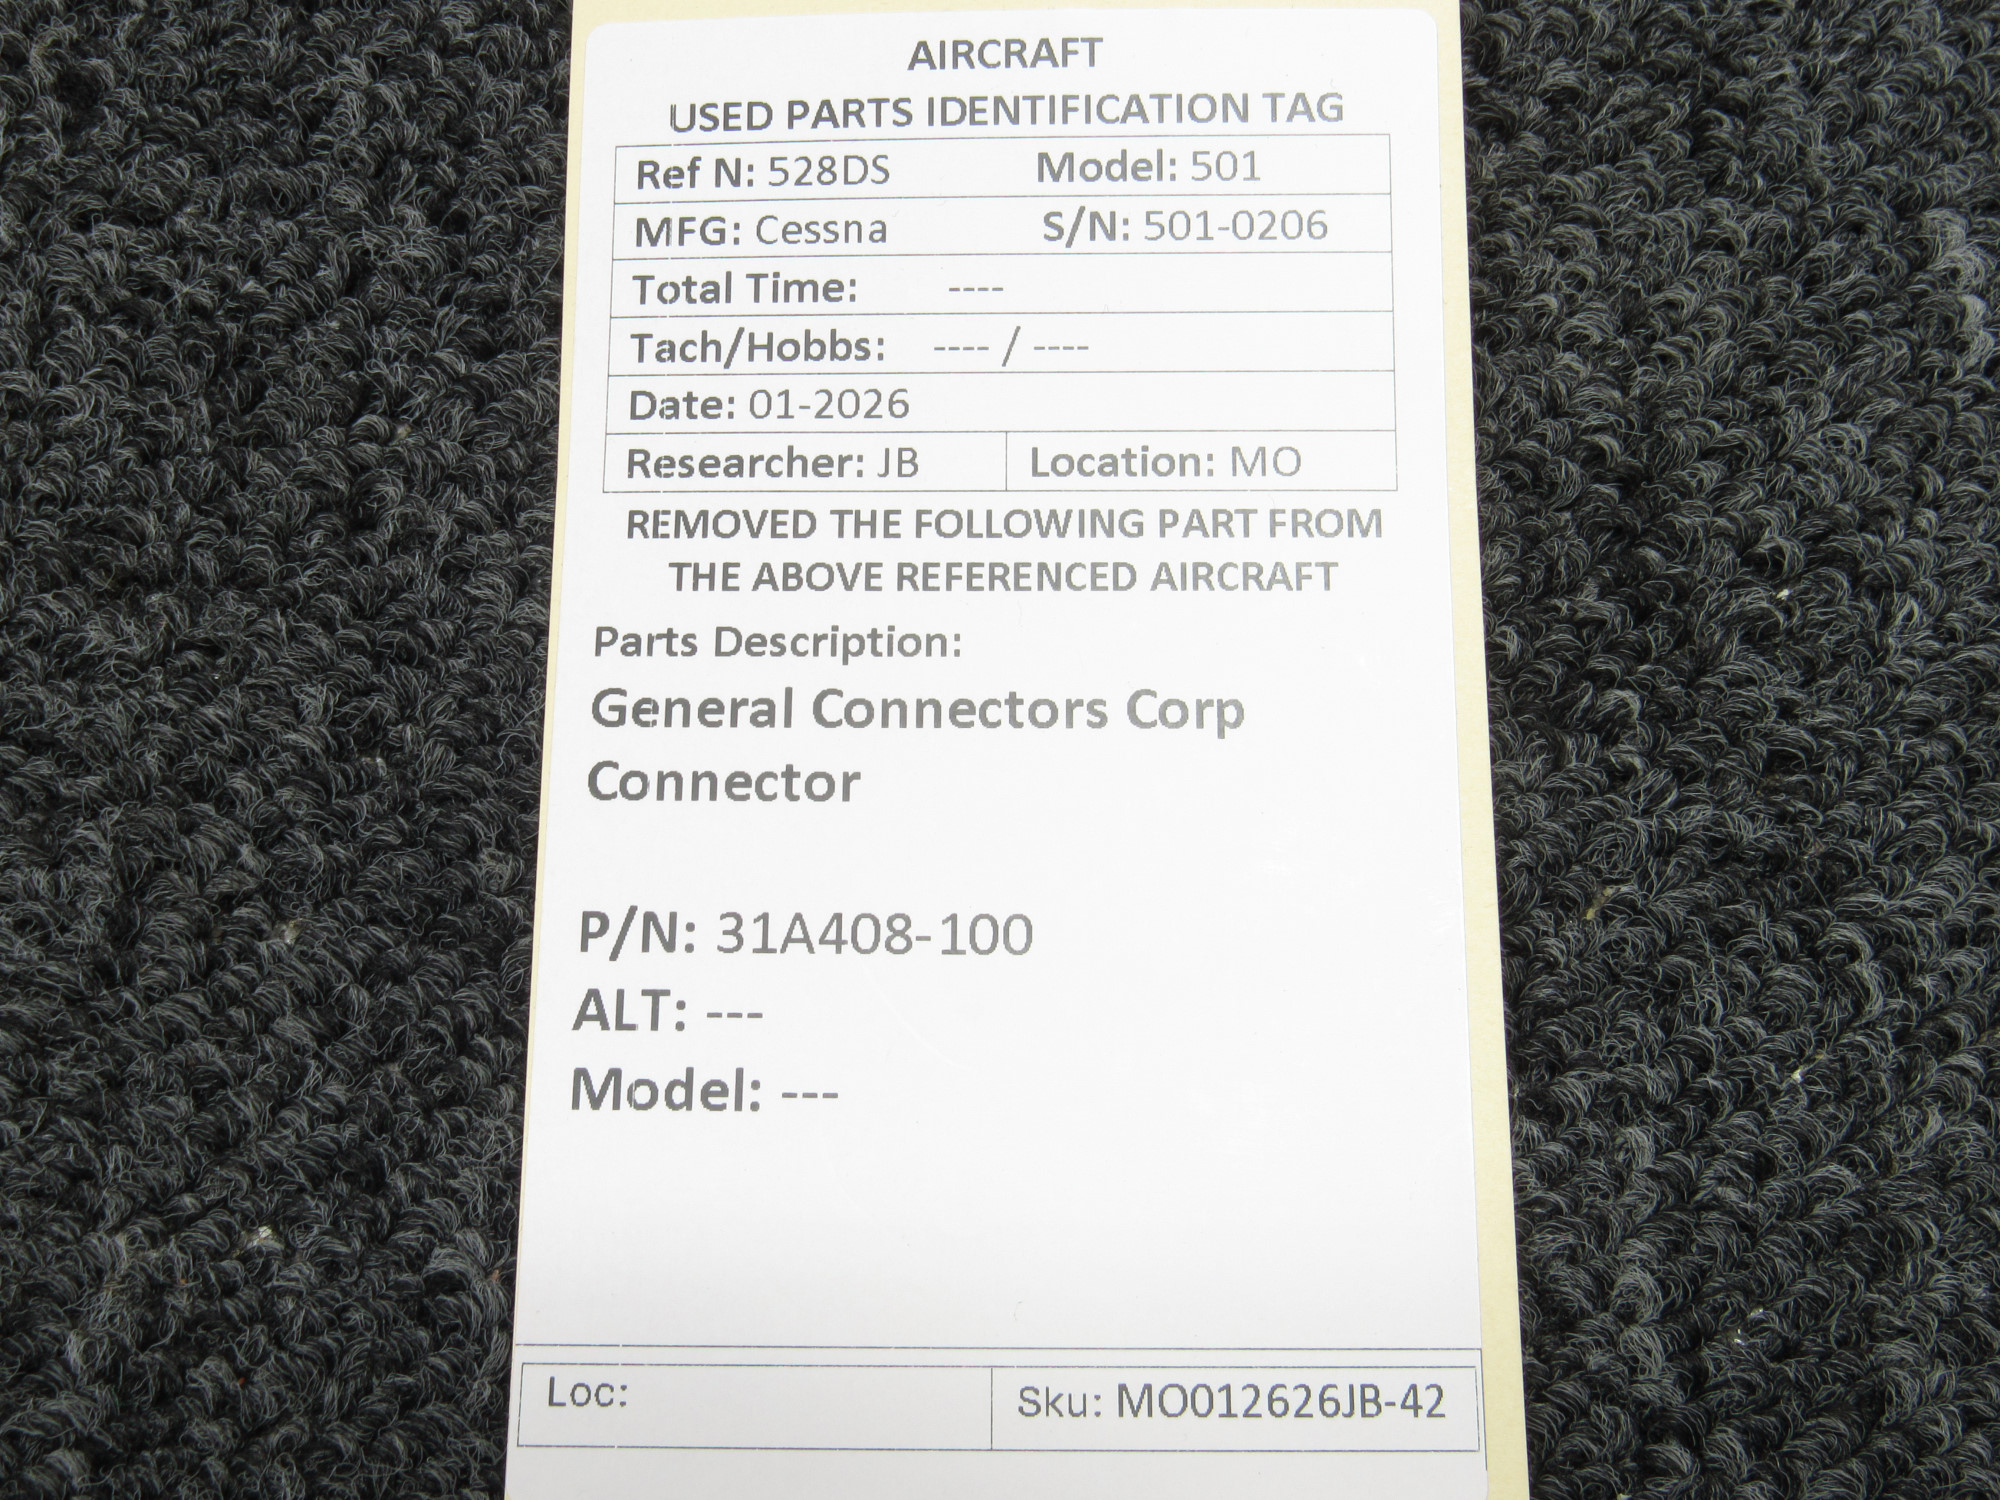 AIRCRAFT
USED PARTS IDENTIFICATION TAG
Ref N: 528DS Model: 501
MFG: Cessna S/N: 501-0206
Total Time: ----
Tach/Hobbs: ---- / ----
Date: 01-2026
Researcher: JB Location: MO
REMOVED THE FOLLOWING PART FROM
THE ABOVE REFERENCED AIRCRAFT
Parts Description:
General Connectors Corp
Connector
P/N: 31A408-100
ALT: ---
Model: ---
Loc: Sku: MO012626JB-42